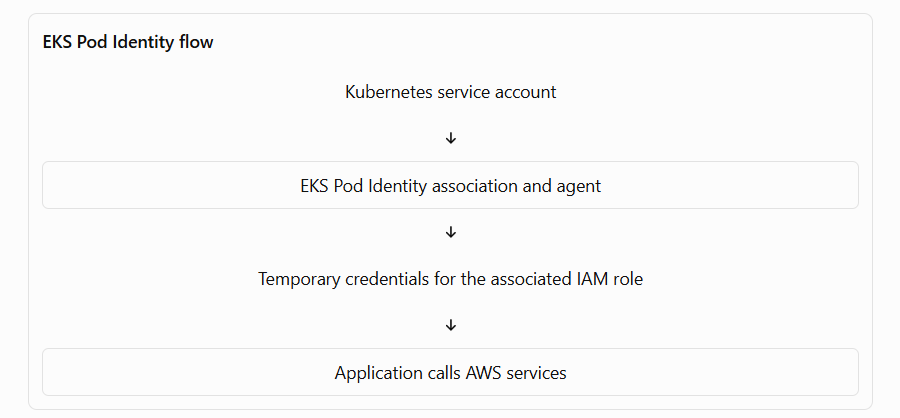 EKS Pod Identity flow
Kubernetes service account
↓
EKS Pod Identity association and agent
↓
Temporary credentials for the associated IAM role
↓
Application calls AWS services